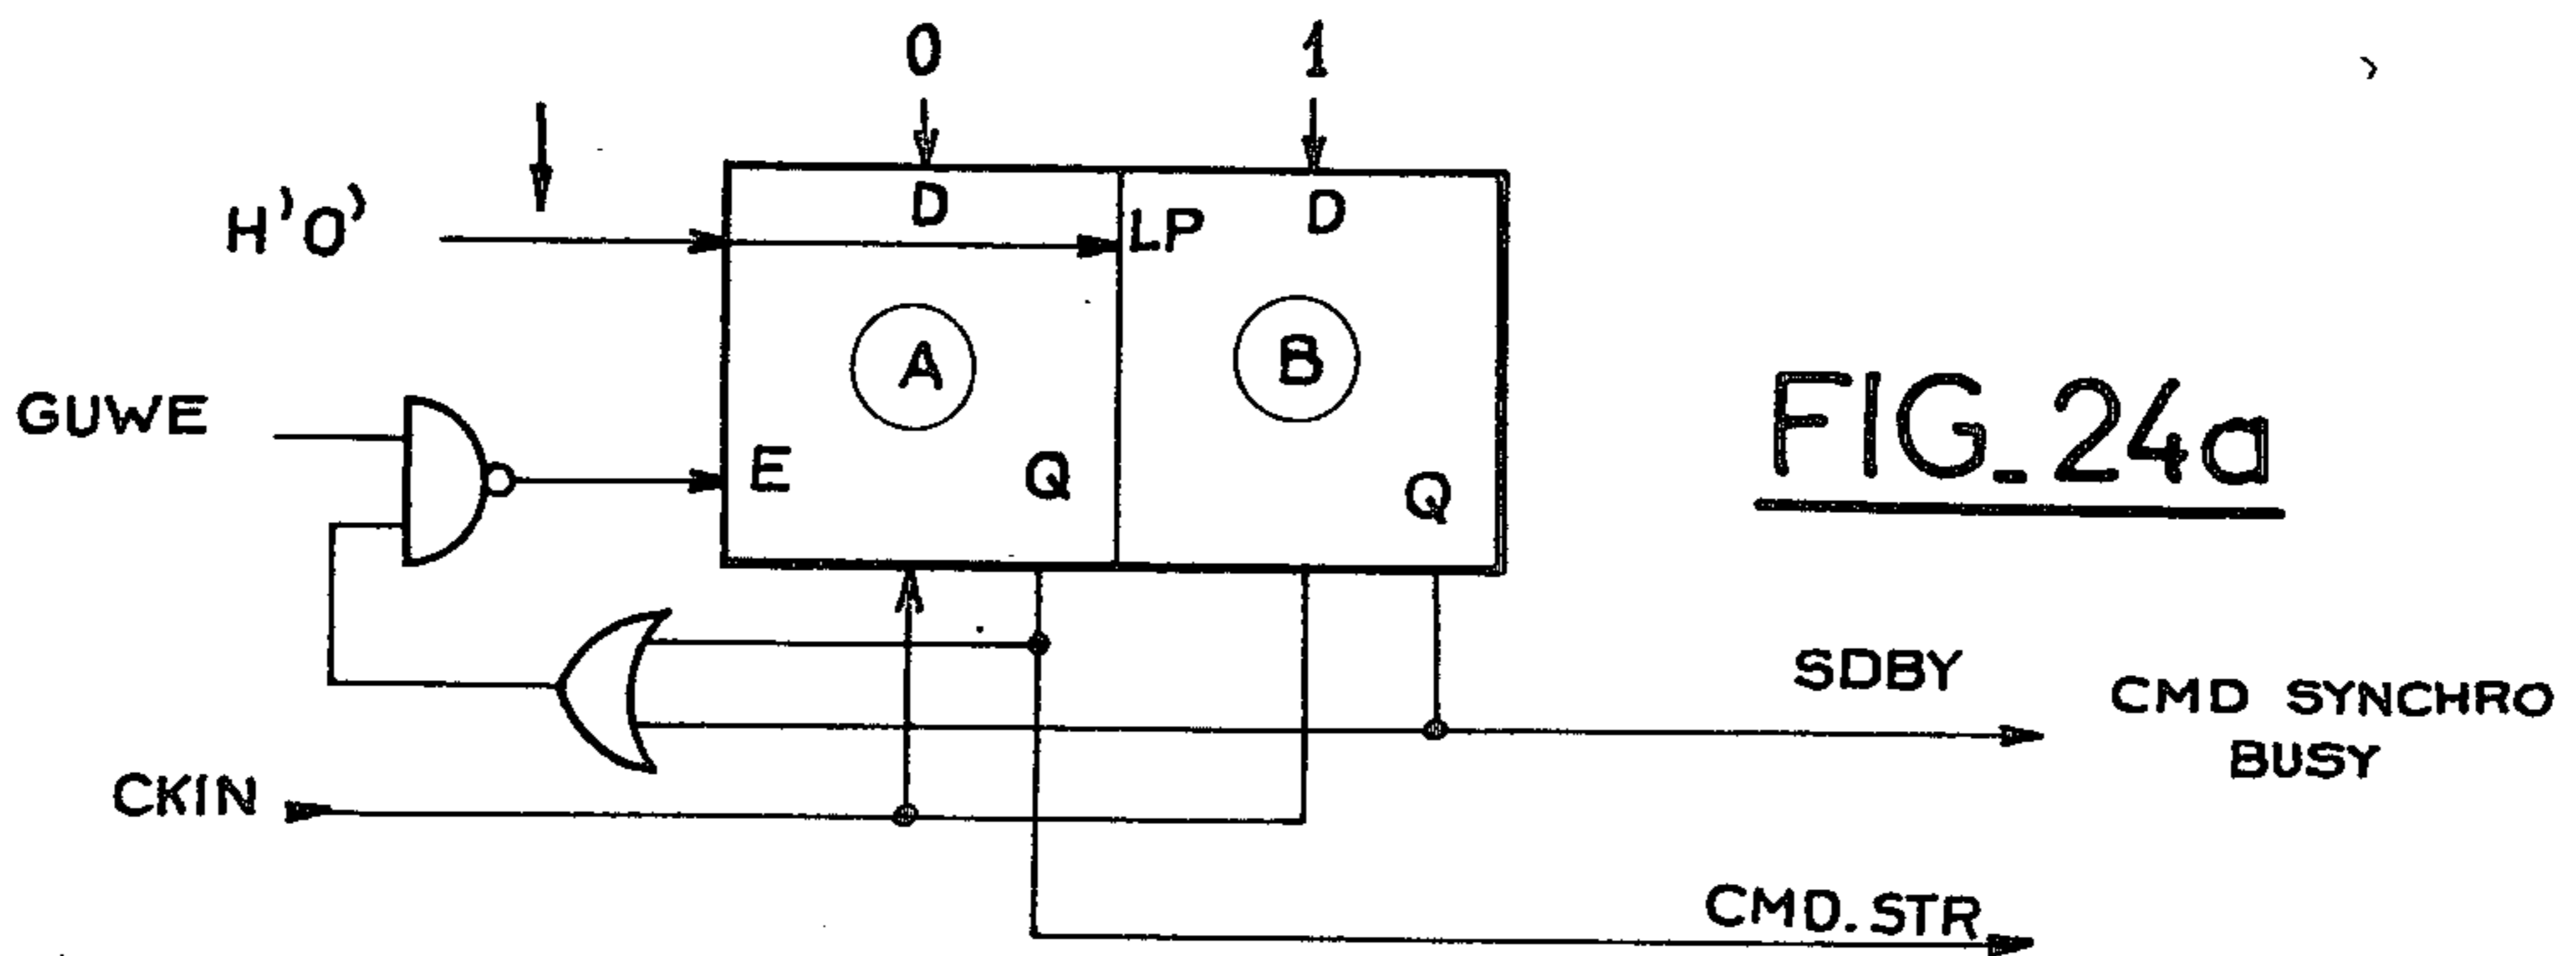 0
1
H'O'
D
LP
D
A
B
GUWE
E
Q
Q
FIG_24a
SDBY
CMD SYNCHRO
BUSY
CKIN
CMD.STR